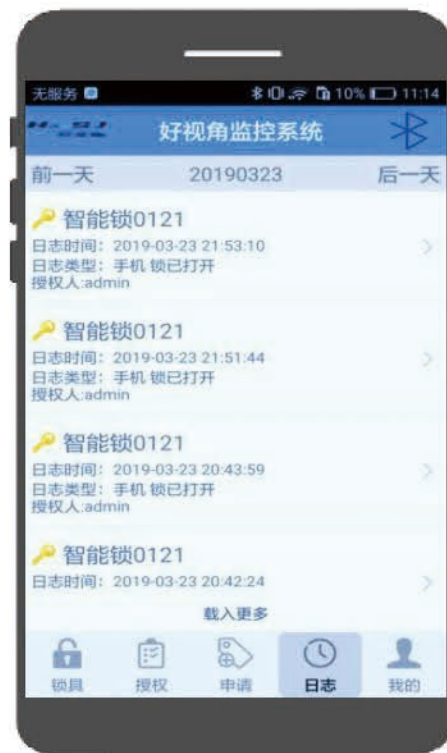 无服务 10% 11:14
好视角监控系统
前一天 20190323 后一天
智能锁0121
日志时间：2019-03-23 21:53:10
日志类型：手机 锁已打开
授权人:admin
智能锁0121
日志时间：2019-03-23 21:51:44
日志类型：手机 锁已打开
授权人:admin
智能锁0121
日志时间：2019-03-23 20:43:59
日志类型：手机 锁已打开
授权人:admin
智能锁0121
日志时间：2019-03-23 20:42:24
载入更多
锁具 授权 申请 日志 我的